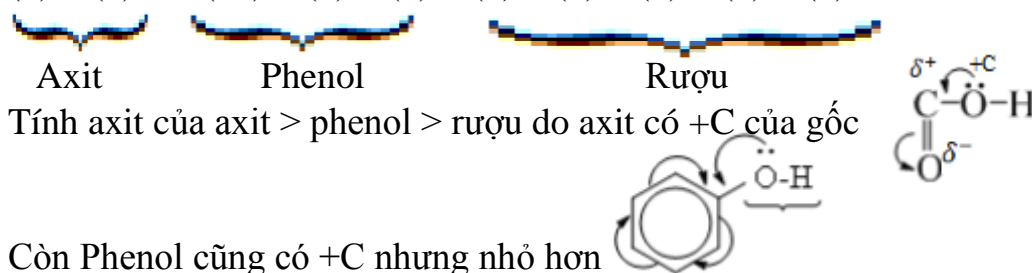 Axit Phenol Rượu
Tính axit của axit > phenol > rượu do axit có +C của gốc
δ+ +C
C-Ö-H
O δ−
Ö-H
Còn Phenol cũng có +C nhưng nhỏ hơn